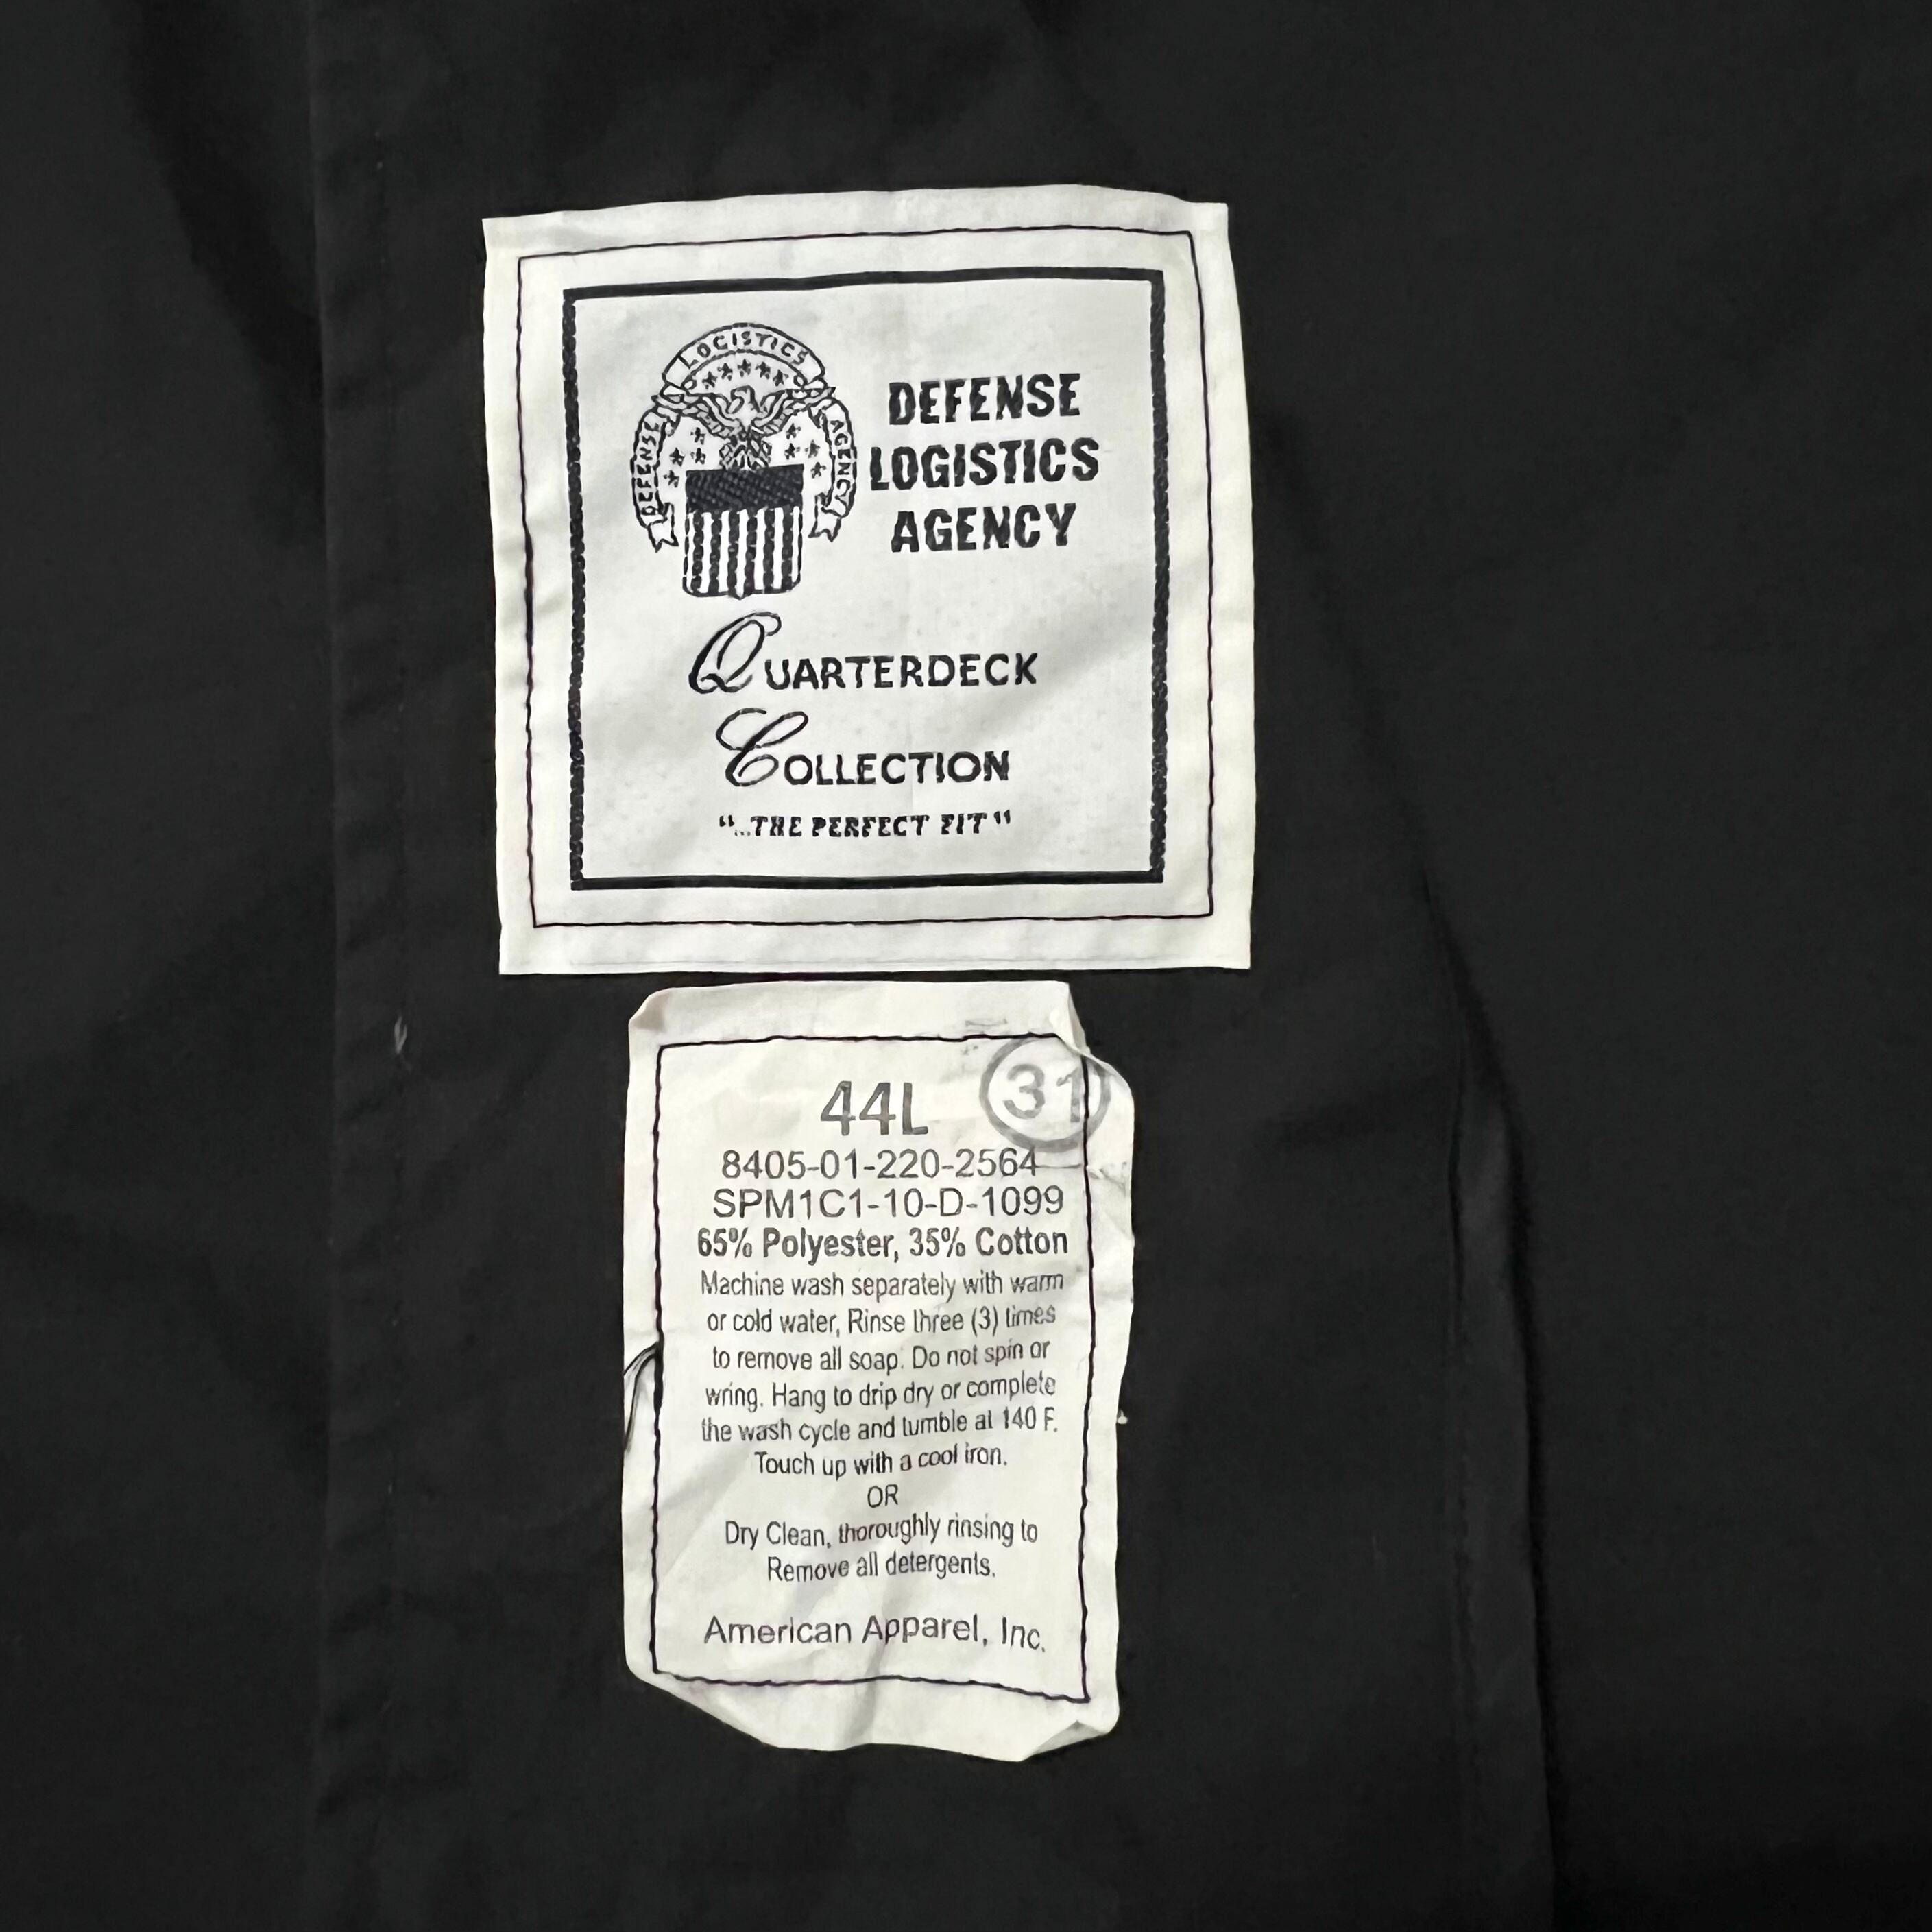 LOGISTICS
DEFENSE
AGENCY
DEFENSE
LOGISTICS
AGENCY
QUARTERDECK
COLLECTION
"...THE PERFECT FIT"
31
44L
8405-01-220-2564
SPM1C1-10-D-1099
65% Polyester, 35% Cotton
Machine wash separately with warm
or cold water, Rinse three (3) times
to remove all soap. Do not spin or
wring. Hang to drip dry or complete
the wash cycle and tumble at 140 F.
Touch up with a cool iron.
OR
Dry Clean, thoroughly rinsing to
Remove all detergents.
American Apparel, Inc.